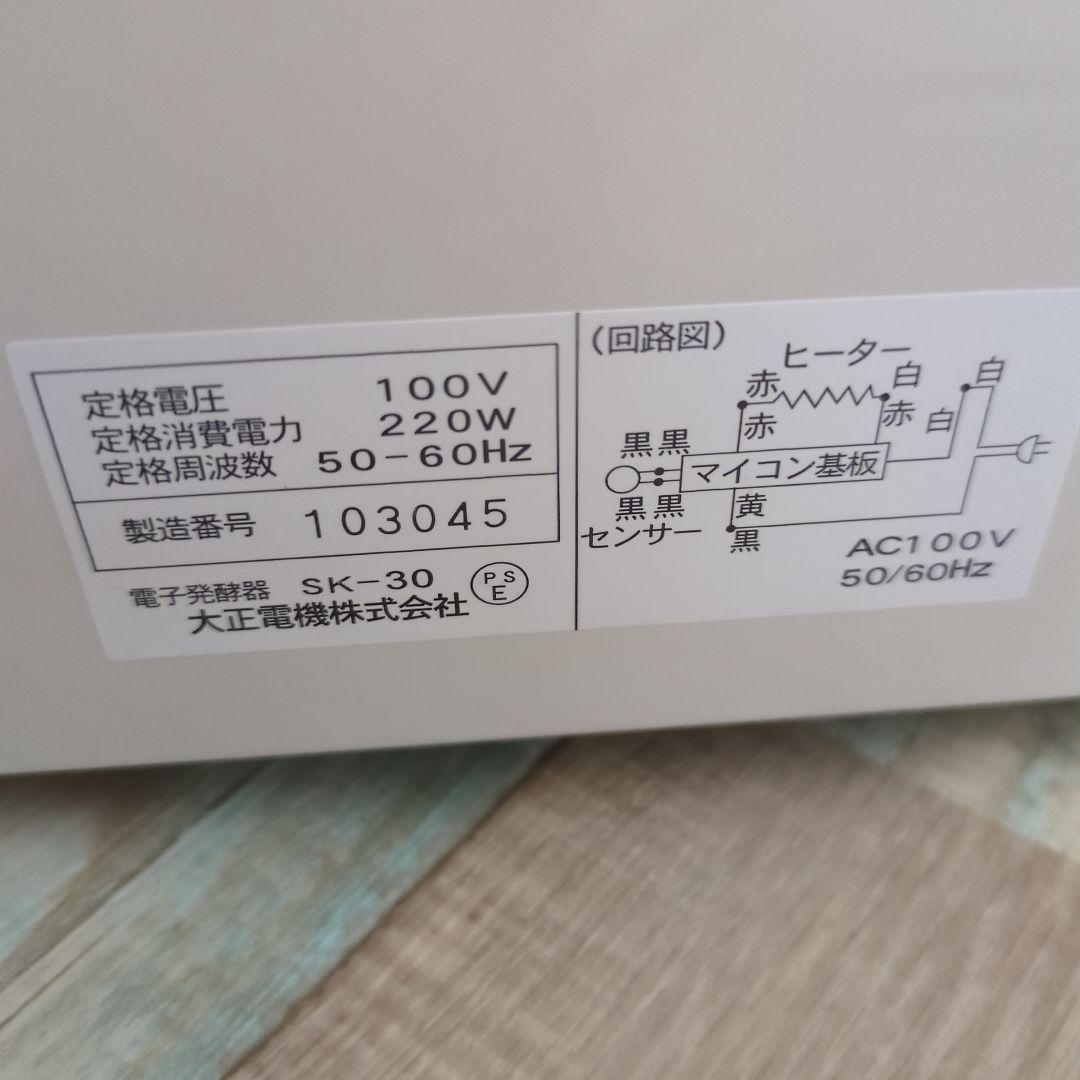 定格電圧 100V
定格消費電力 220W
定格周波数 50-60Hz
製造番号 103045
電子発酵器 SK-30 PSE
大正電機株式会社
(回路図)
ヒーター
赤 白 白
赤 赤 白
黒 黒
マイコン基板
黒 黒 黄
センサー 黒
AC100V
50/60Hz